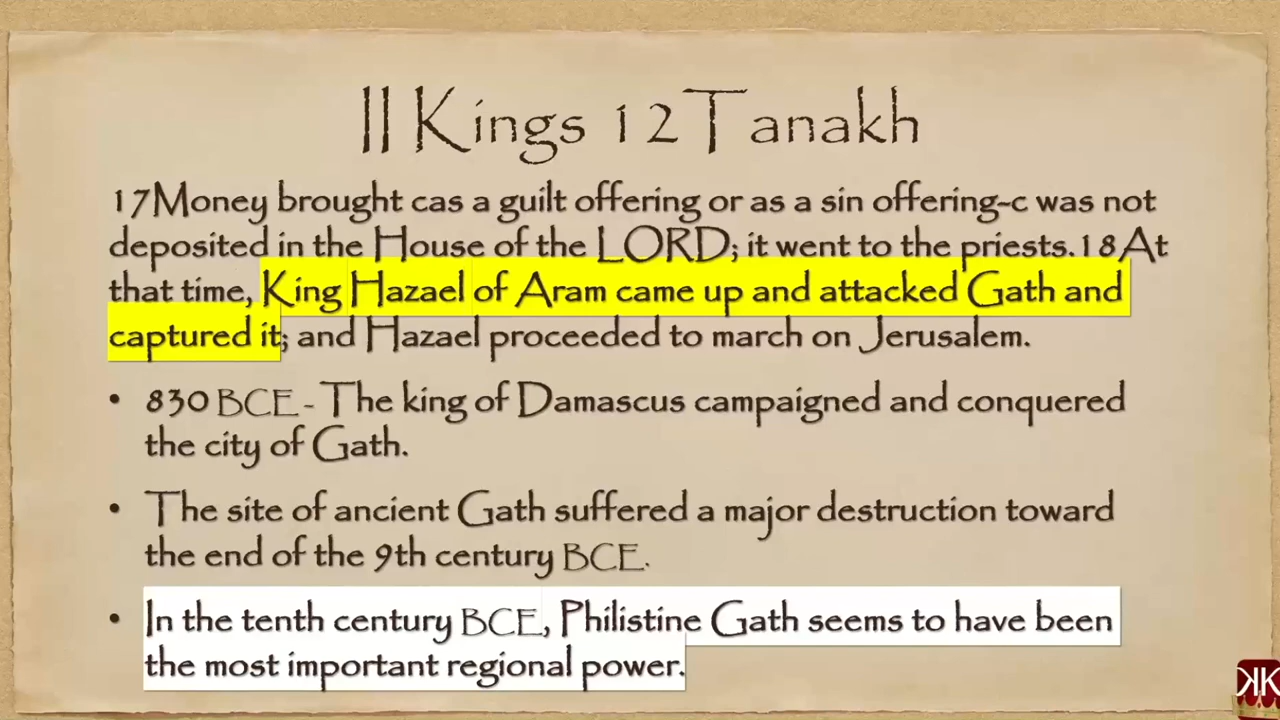 II Kings 12 Tanakh
17Money brought cas a guilt offering or as a sin offering-c was not
deposited in the House of the LORD; it went to the priests.18At
that time, King Hazael of Aram came up and attacked Gath and
captured it; and Hazael proceeded to march on Jerusalem.
• 830 BCE - The king of Damascus campaigned and conquered
the city of Gath.
• The site of ancient Gath suffered a major destruction toward
the end of the 9th century BCE.
• In the tenth century BCE, Philistine Gath seems to have been
the most important regional power.
KK